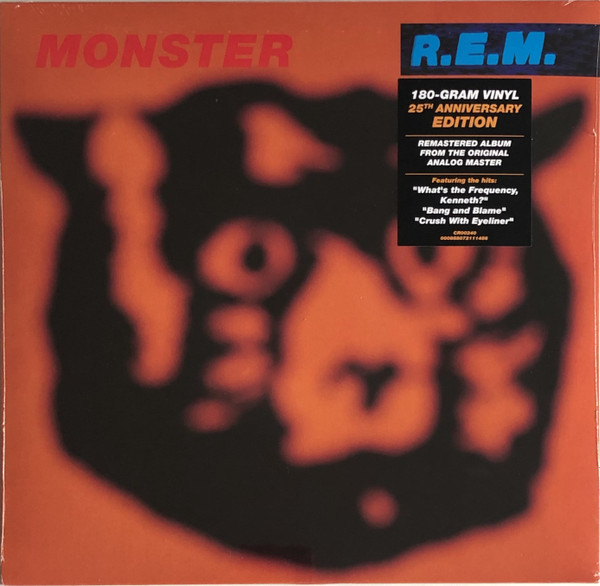 MONSTER
R.E.M.
180-GRAM VINYL
25TH ANNIVERSARY
EDITION
REMASTERED ALBUM
FROM THE ORIGINAL
ANALOG MASTER
Featuring the hits:
"What's the Frequency,
Kenneth?"
"Bang and Blame"
"Crush With Eyeliner"
CR00240